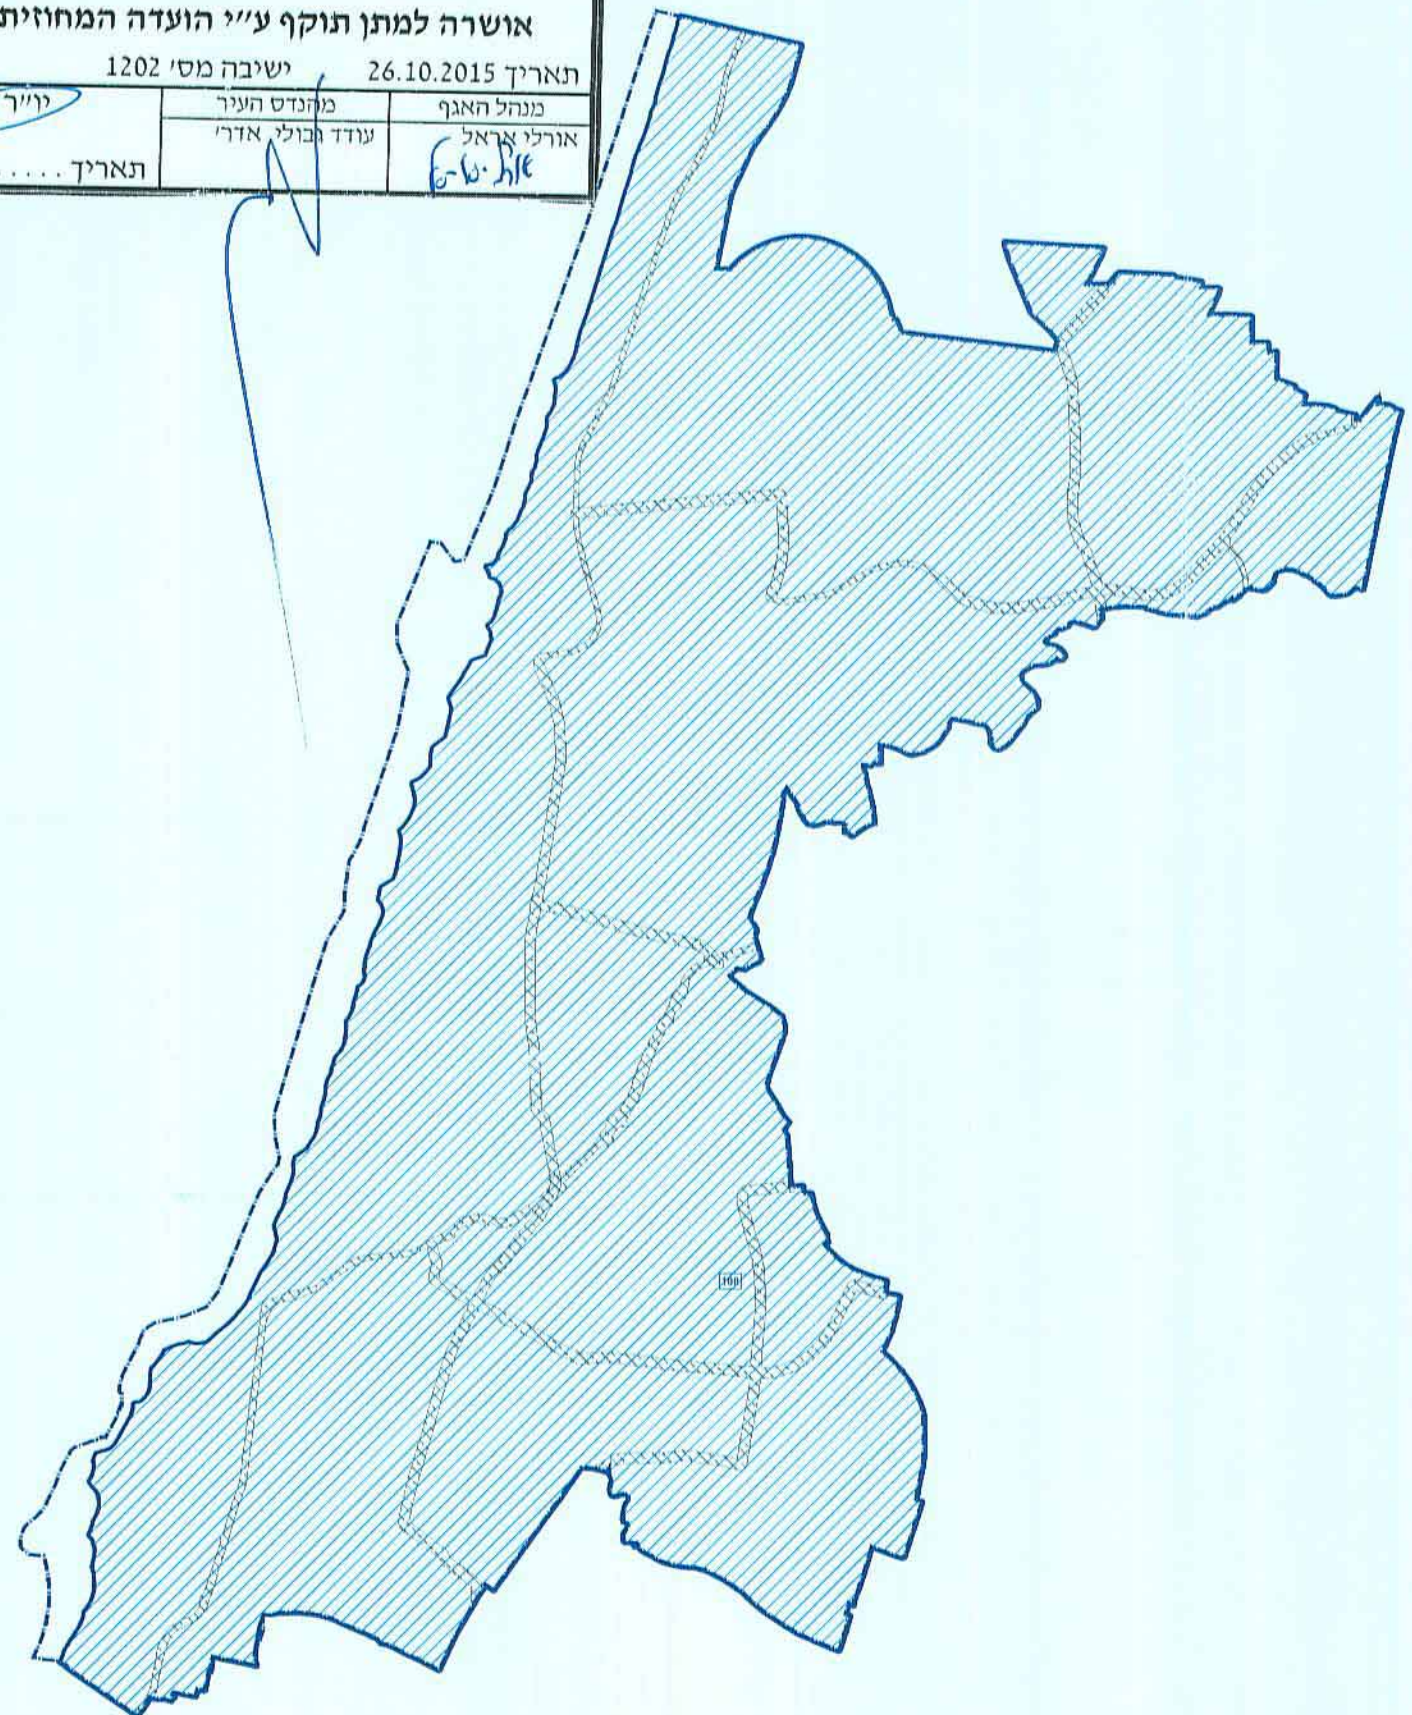 אושרה למתן תוקף ע״י הועדה המחוזית
תאריך 26.10.2015 ישיבה מס׳ 1202
מנהל האגף מהנדס העיר יו״ר
אורלי אראל עודד גבולי, אדר׳
תאריך .....